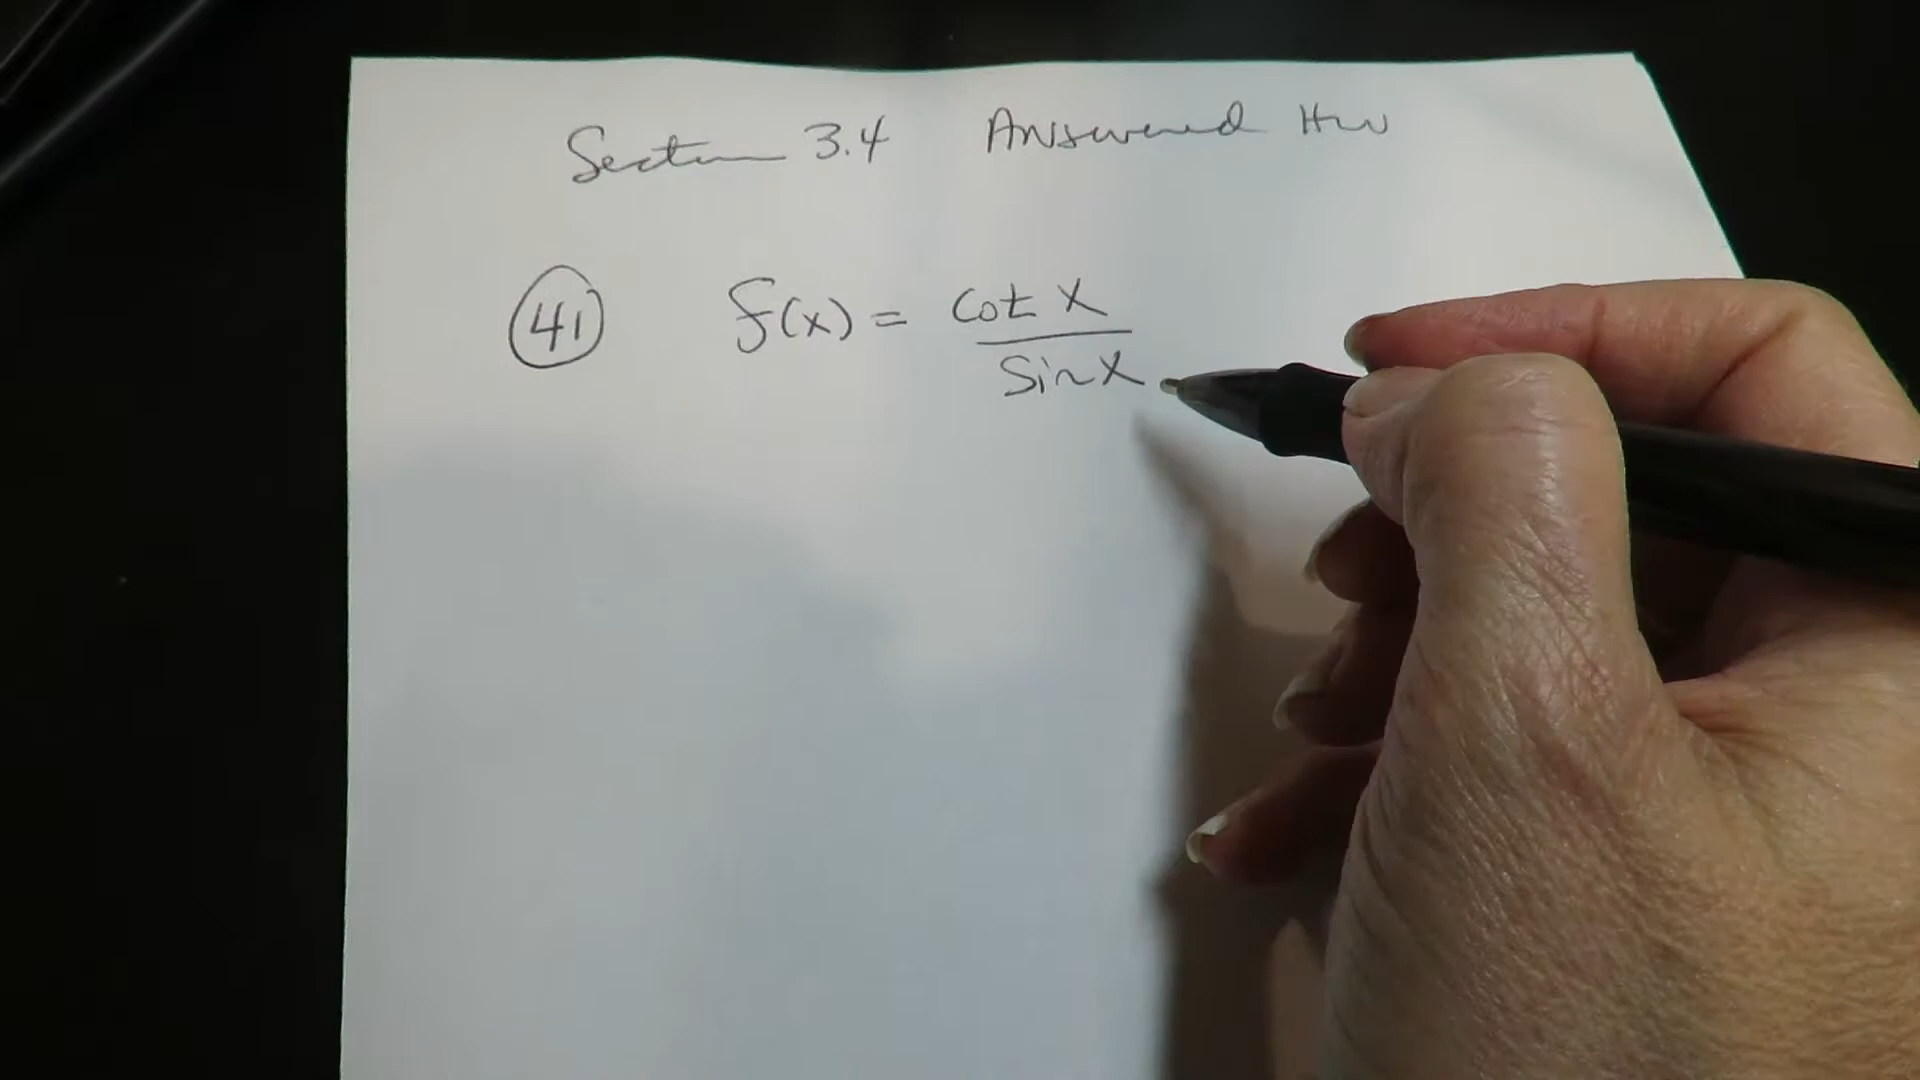 Section 3.4 Answered Hw
41 f(x) = cot x / sin x